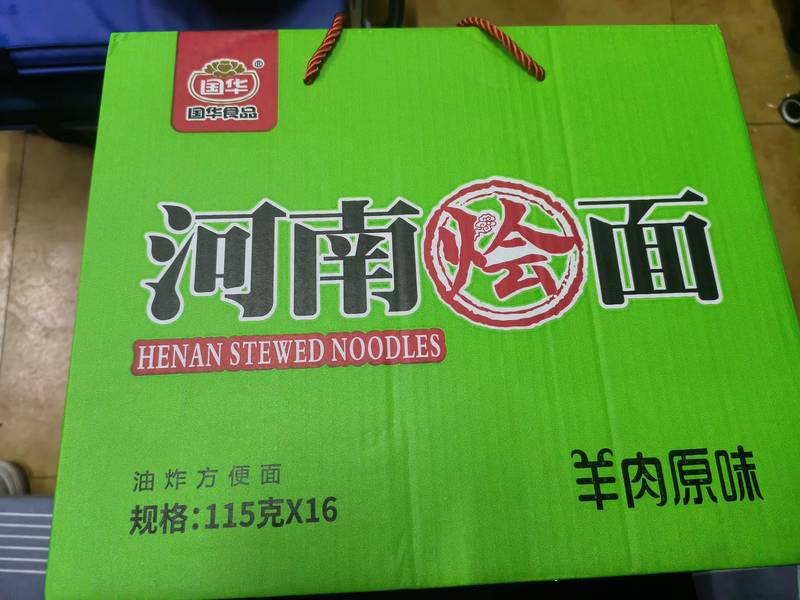 国华®
国华食品
河南烩面
HENAN STEWED NOODLES
油炸方便面
规格:115克X16
羊肉原味